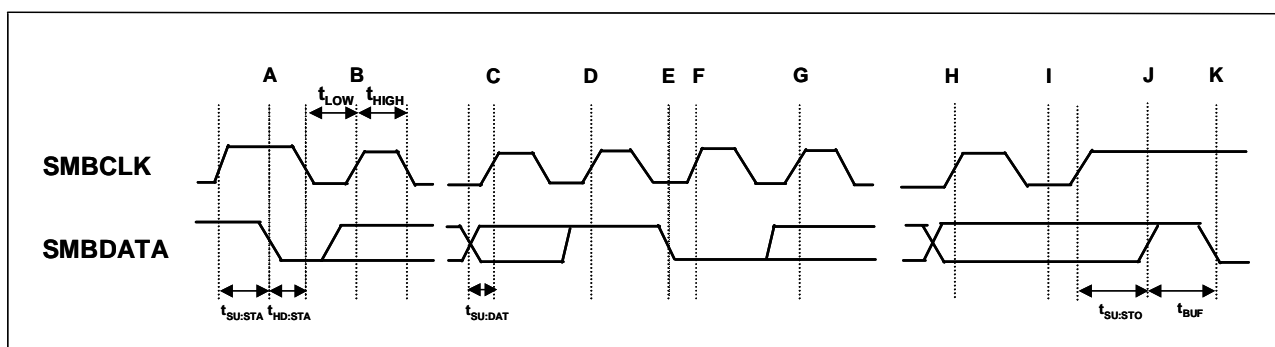 A B C D E F G H I J K
tLOW tHIGH
SMBCLK
SMBDATA
tSU:STA tHD:STA tSU:DAT tSU:STO tBUF